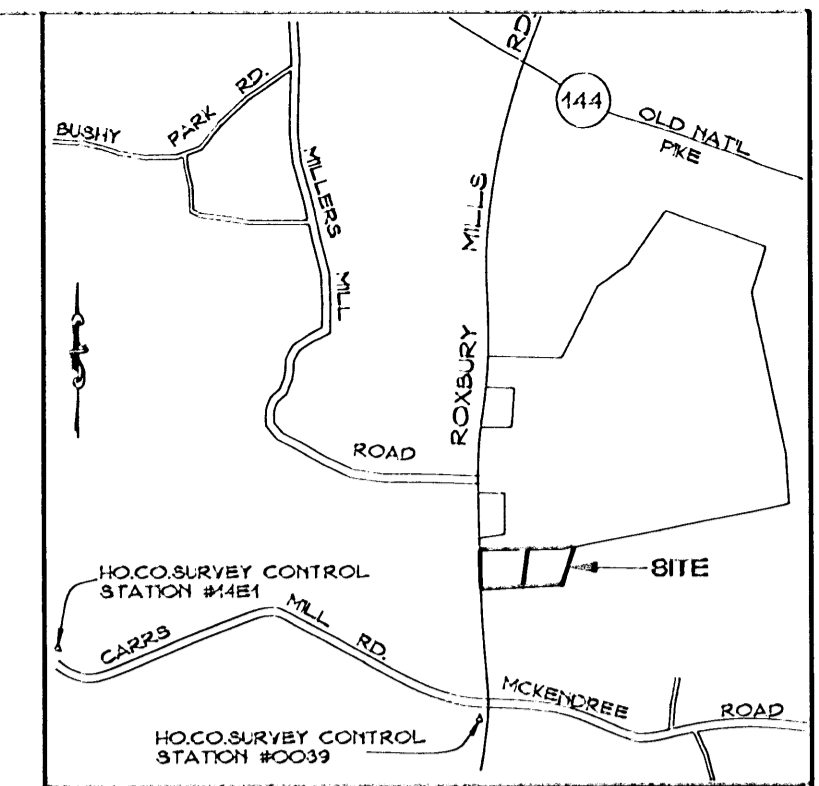 RD.
144
OLD NAT'L
PIKE
BUSHY
PARK RD.
MILLERS
MILL
ROAD
ROXBURY MILLS
SITE
HO.CO.SURVEY CONTROL
STATION #14E1
CARRS MILL RD.
MCKENDREE ROAD
HO.CO.SURVEY CONTROL
STATION #0039